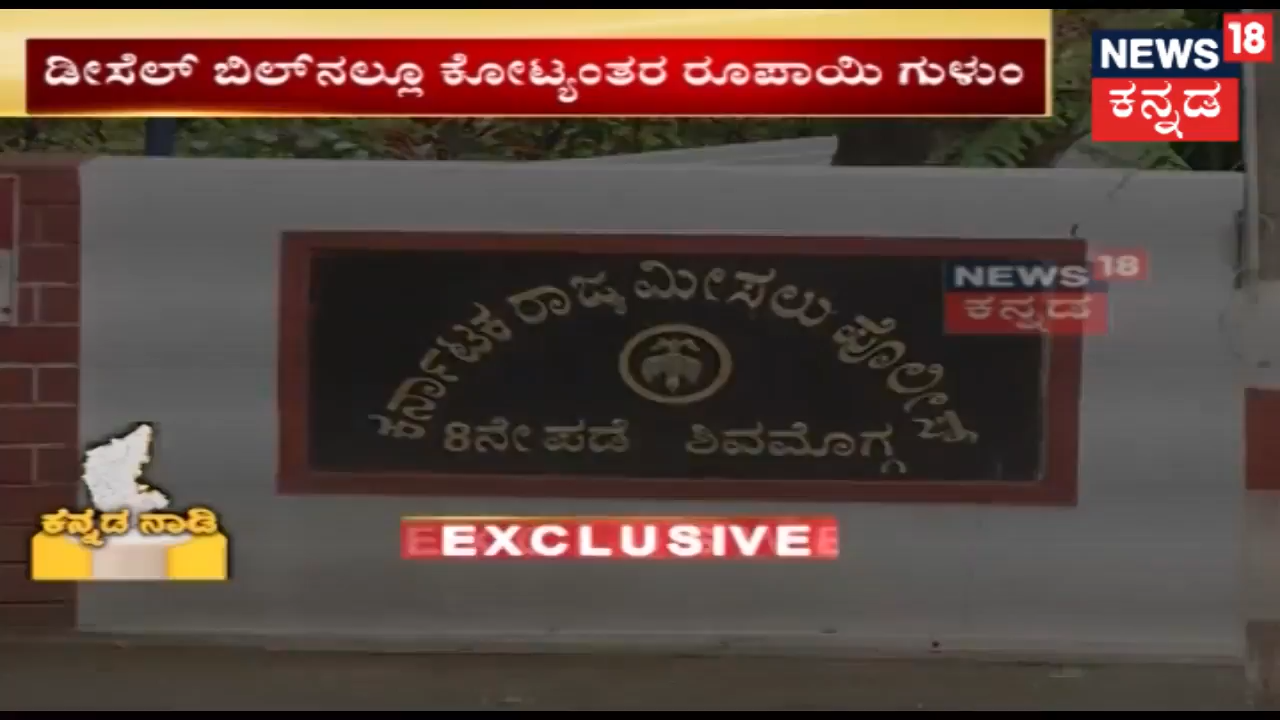 ಡೀಸೆಲ್ ಬಿಲ್‌ನಲ್ಲೂ ಕೋಟ್ಯಂತರ ರೂಪಾಯಿ ಗುಳುಂ
NEWS 18
ಕನ್ನಡ
NEWS 18
ಕನ್ನಡ
ಕರ್ನಾಟಕ ರಾಜ್ಯ ಮೀಸಲು ಪೊಲೀಸ್
8ನೇ ಪಡೆ ಶಿವಮೊಗ್ಗ
ಕನ್ನಡ ನಾಡಿ
EXCLUSIVE